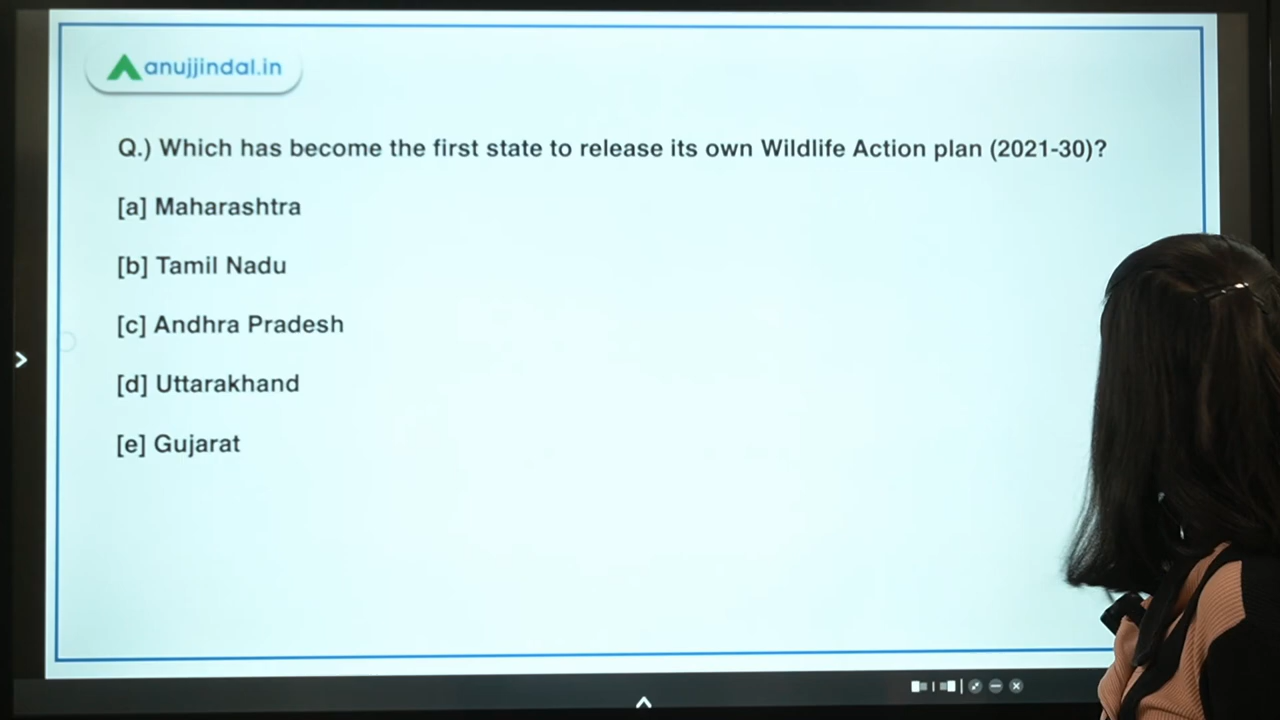 anujjindal.in
Q.) Which has become the first state to release its own Wildlife Action plan (2021-30)?
[a] Maharashtra
[b] Tamil Nadu
[c] Andhra Pradesh
[d] Uttarakhand
[e] Gujarat